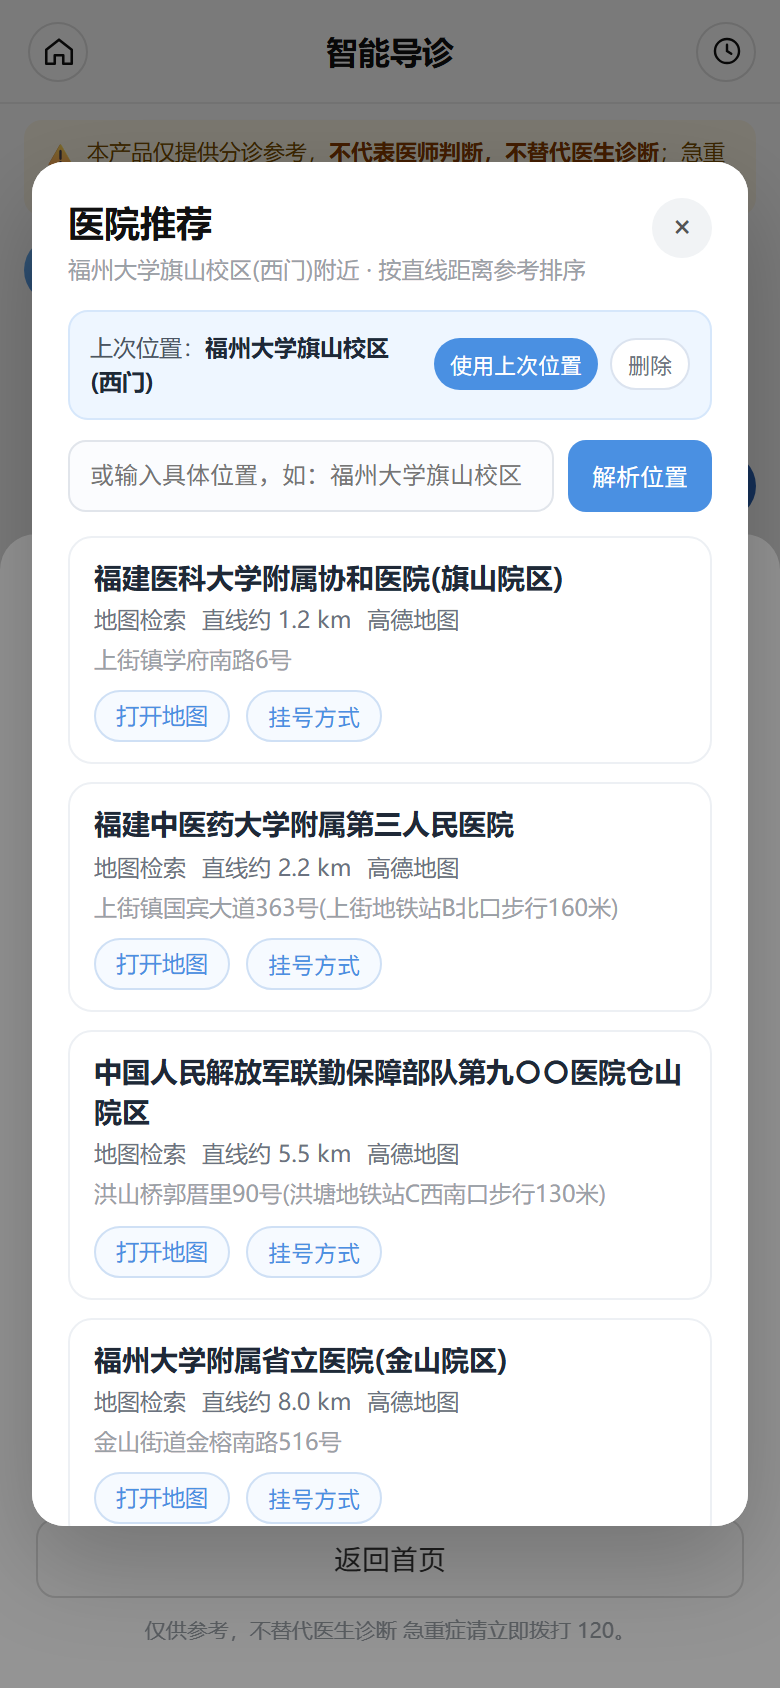 智能导诊
本产品仅提供分诊参考，不代表医师判断，不替代医生诊断；急重
医院推荐
×
福州大学旗山校区(西门)附近 · 按直线距离参考排序
上次位置：福州大学旗山校区
(西门)
使用上次位置
删除
或输入具体位置，如：福州大学旗山校区
解析位置
福建医科大学附属协和医院(旗山院区)
地图检索 直线约 1.2 km 高德地图
上街镇学府南路6号
打开地图 挂号方式
福建中医药大学附属第三人民医院
地图检索 直线约 2.2 km 高德地图
上街镇国宾大道363号(上街地铁站B北口步行160米)
打开地图 挂号方式
中国人民解放军联勤保障部队第九〇〇医院仓山
院区
地图检索 直线约 5.5 km 高德地图
洪山桥郭厝里90号(洪塘地铁站C西南口步行130米)
打开地图 挂号方式
福州大学附属省立医院(金山院区)
地图检索 直线约 8.0 km 高德地图
金山街道金榕南路516号
打开地图 挂号方式
返回首页
仅供参考，不替代医生诊断 急重症请立即拨打 120。